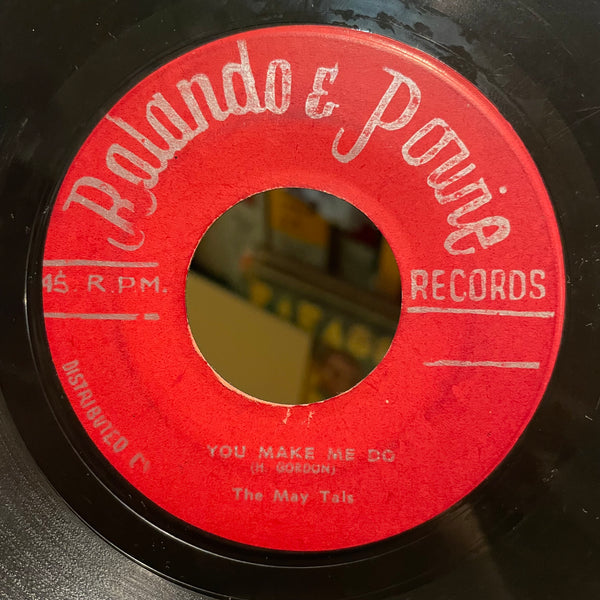 Rolando & Powie
45 R P M.
RECORDS
DISTRIBUTED
YOU MAKE ME DO
(H. GORDON)
The May Tals